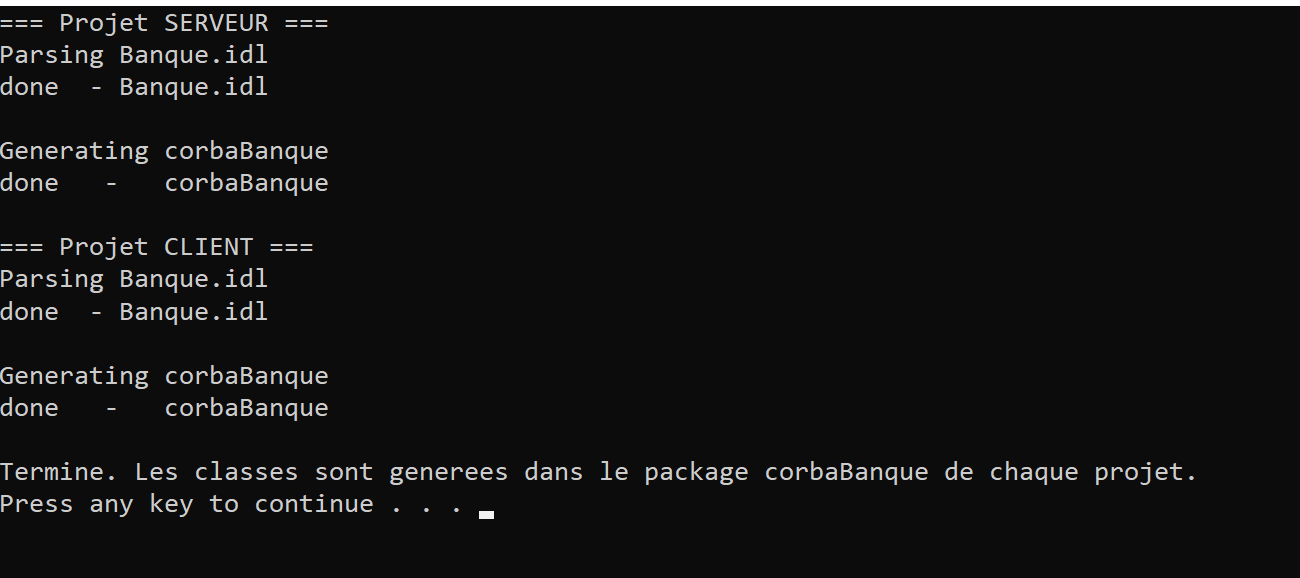 === Projet SERVEUR ===
Parsing Banque.idl
done  - Banque.idl
Generating corbaBanque
done   -   corbaBanque
=== Projet CLIENT ===
Parsing Banque.idl
done  - Banque.idl
Generating corbaBanque
done   -   corbaBanque
Termine. Les classes sont generees dans le package corbaBanque de chaque projet.
Press any key to continue . . .